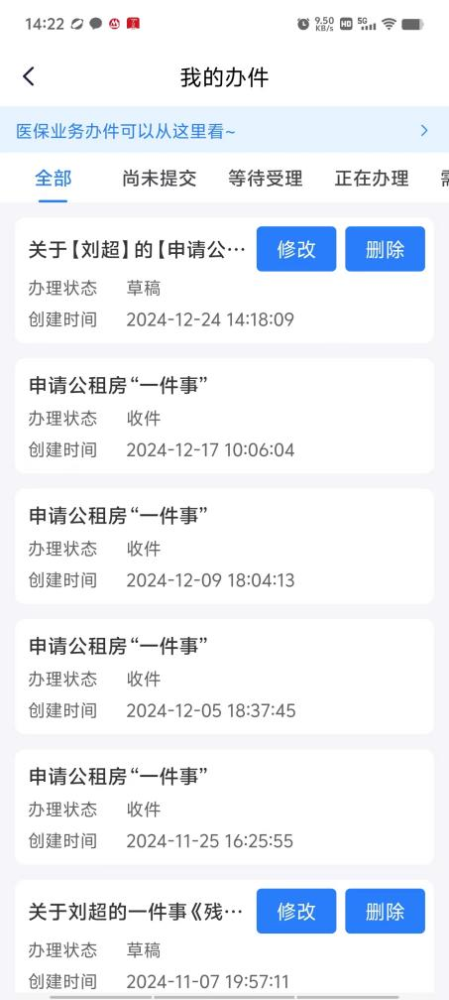 14:22 9.50 KB/s HD 5G
我的办件
医保业务办件可以从这里看~
全部 尚未提交 等待受理 正在办理
关于【刘超】的【申请公… 修改 删除
办理状态 草稿
创建时间 2024-12-24 14:18:09
申请公租房“一件事”
办理状态 收件
创建时间 2024-12-17 10:06:04
申请公租房“一件事”
办理状态 收件
创建时间 2024-12-09 18:04:13
申请公租房“一件事”
办理状态 收件
创建时间 2024-12-05 18:37:45
申请公租房“一件事”
办理状态 收件
创建时间 2024-11-25 16:25:55
关于刘超的一件事《残… 修改 删除
办理状态 草稿
创建时间 2024-11-07 19:57:11